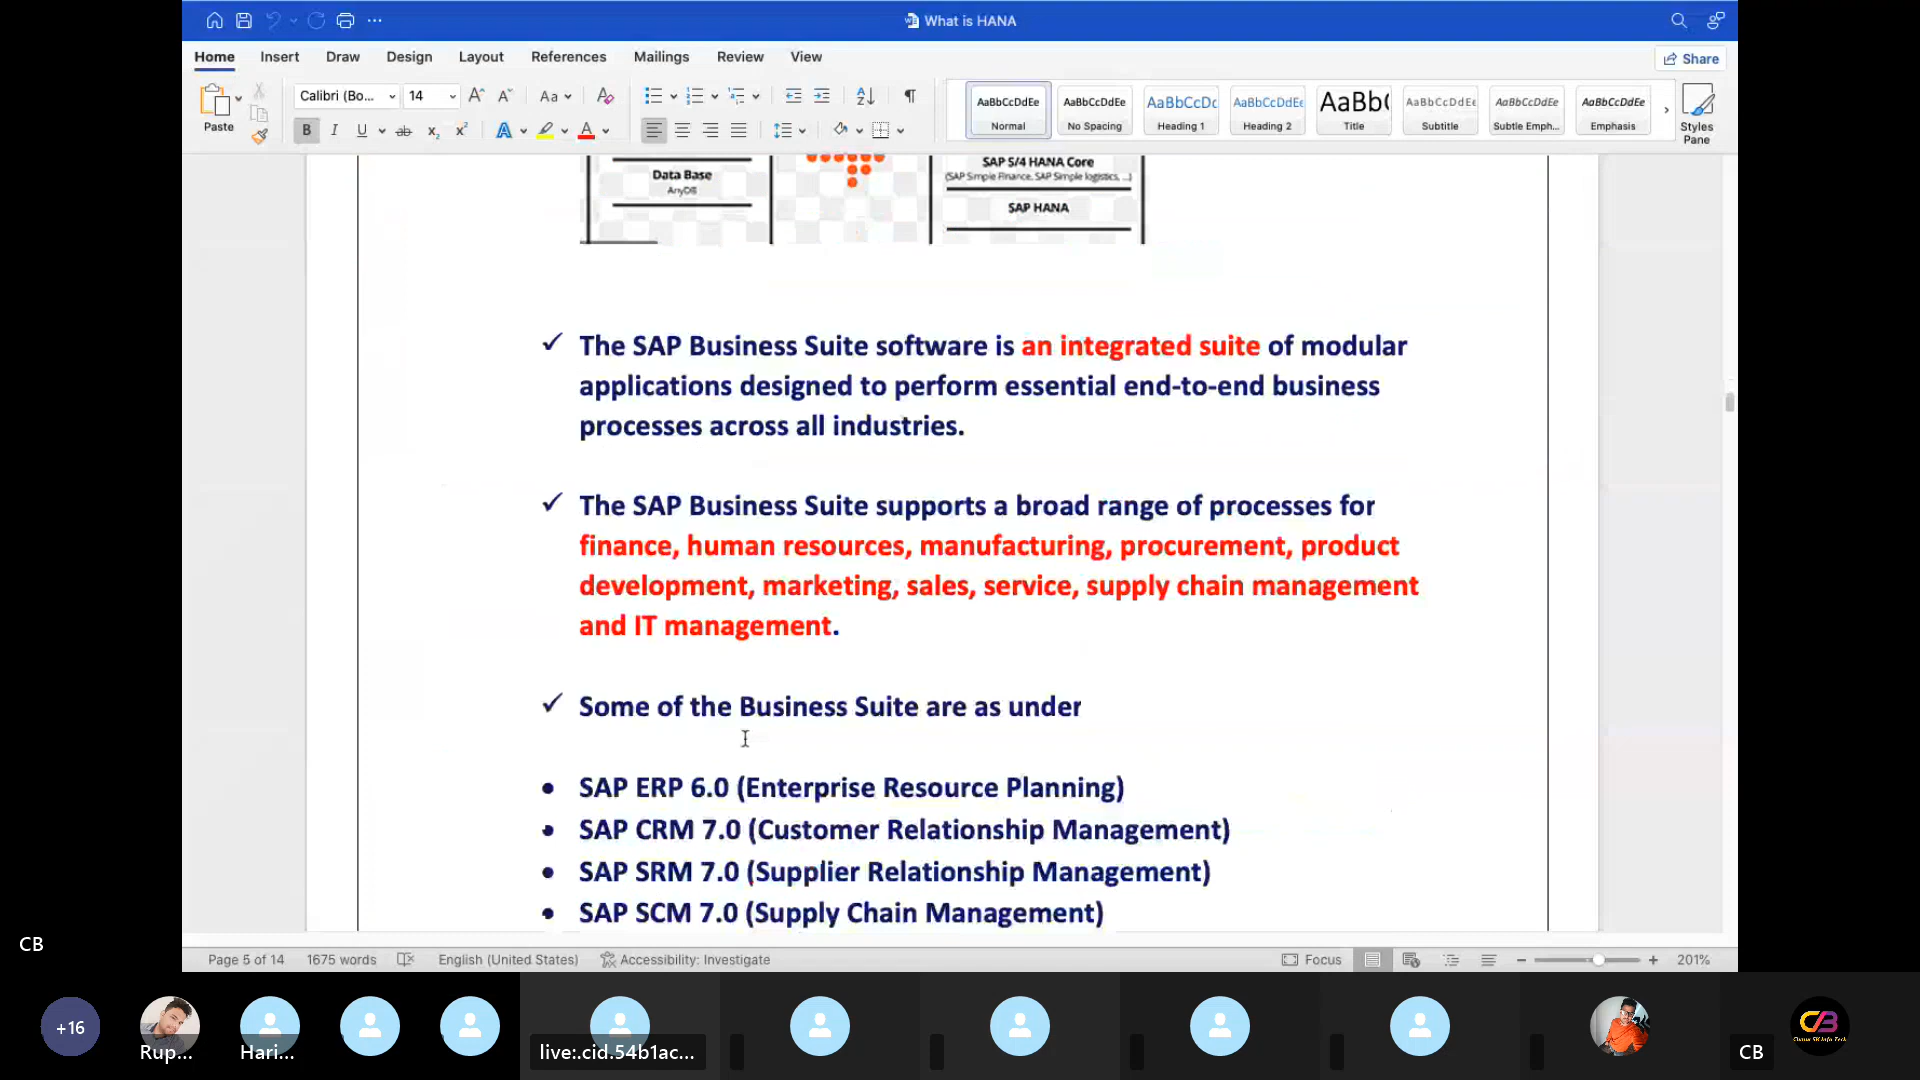 What is HANA
Home Insert Draw Design Layout References Mailings Review View
Share
Paste
Calibri (Bo... 14
AaBbCcDdEe AaBbCcDdEe AaBbCcDc AaBbCcDdEe AaBb( AaBbCcDdEe AaBbCcDdEe AaBbCcDdEe
Normal No Spacing Heading 1 Heading 2 Title Subtitle Subtle Emph... Emphasis
Styles
Pane
Data Base
AnyDB
SAP S/4 HANA Core
(SAP Simple Finance, SAP Simple logistics, ...)
SAP HANA
✓ The SAP Business Suite software is an integrated suite of modular
applications designed to perform essential end-to-end business
processes across all industries.
✓ The SAP Business Suite supports a broad range of processes for
finance, human resources, manufacturing, procurement, product
development, marketing, sales, service, supply chain management
and IT management.
✓ Some of the Business Suite are as under
• SAP ERP 6.0 (Enterprise Resource Planning)
• SAP CRM 7.0 (Customer Relationship Management)
• SAP SRM 7.0 (Supplier Relationship Management)
• SAP SCM 7.0 (Supply Chain Management)
CB
Page 5 of 14 1675 words English (United States) Accessibility: Investigate Focus 201%
+16
Rup... Hari... live:.cid.54b1ac... CB